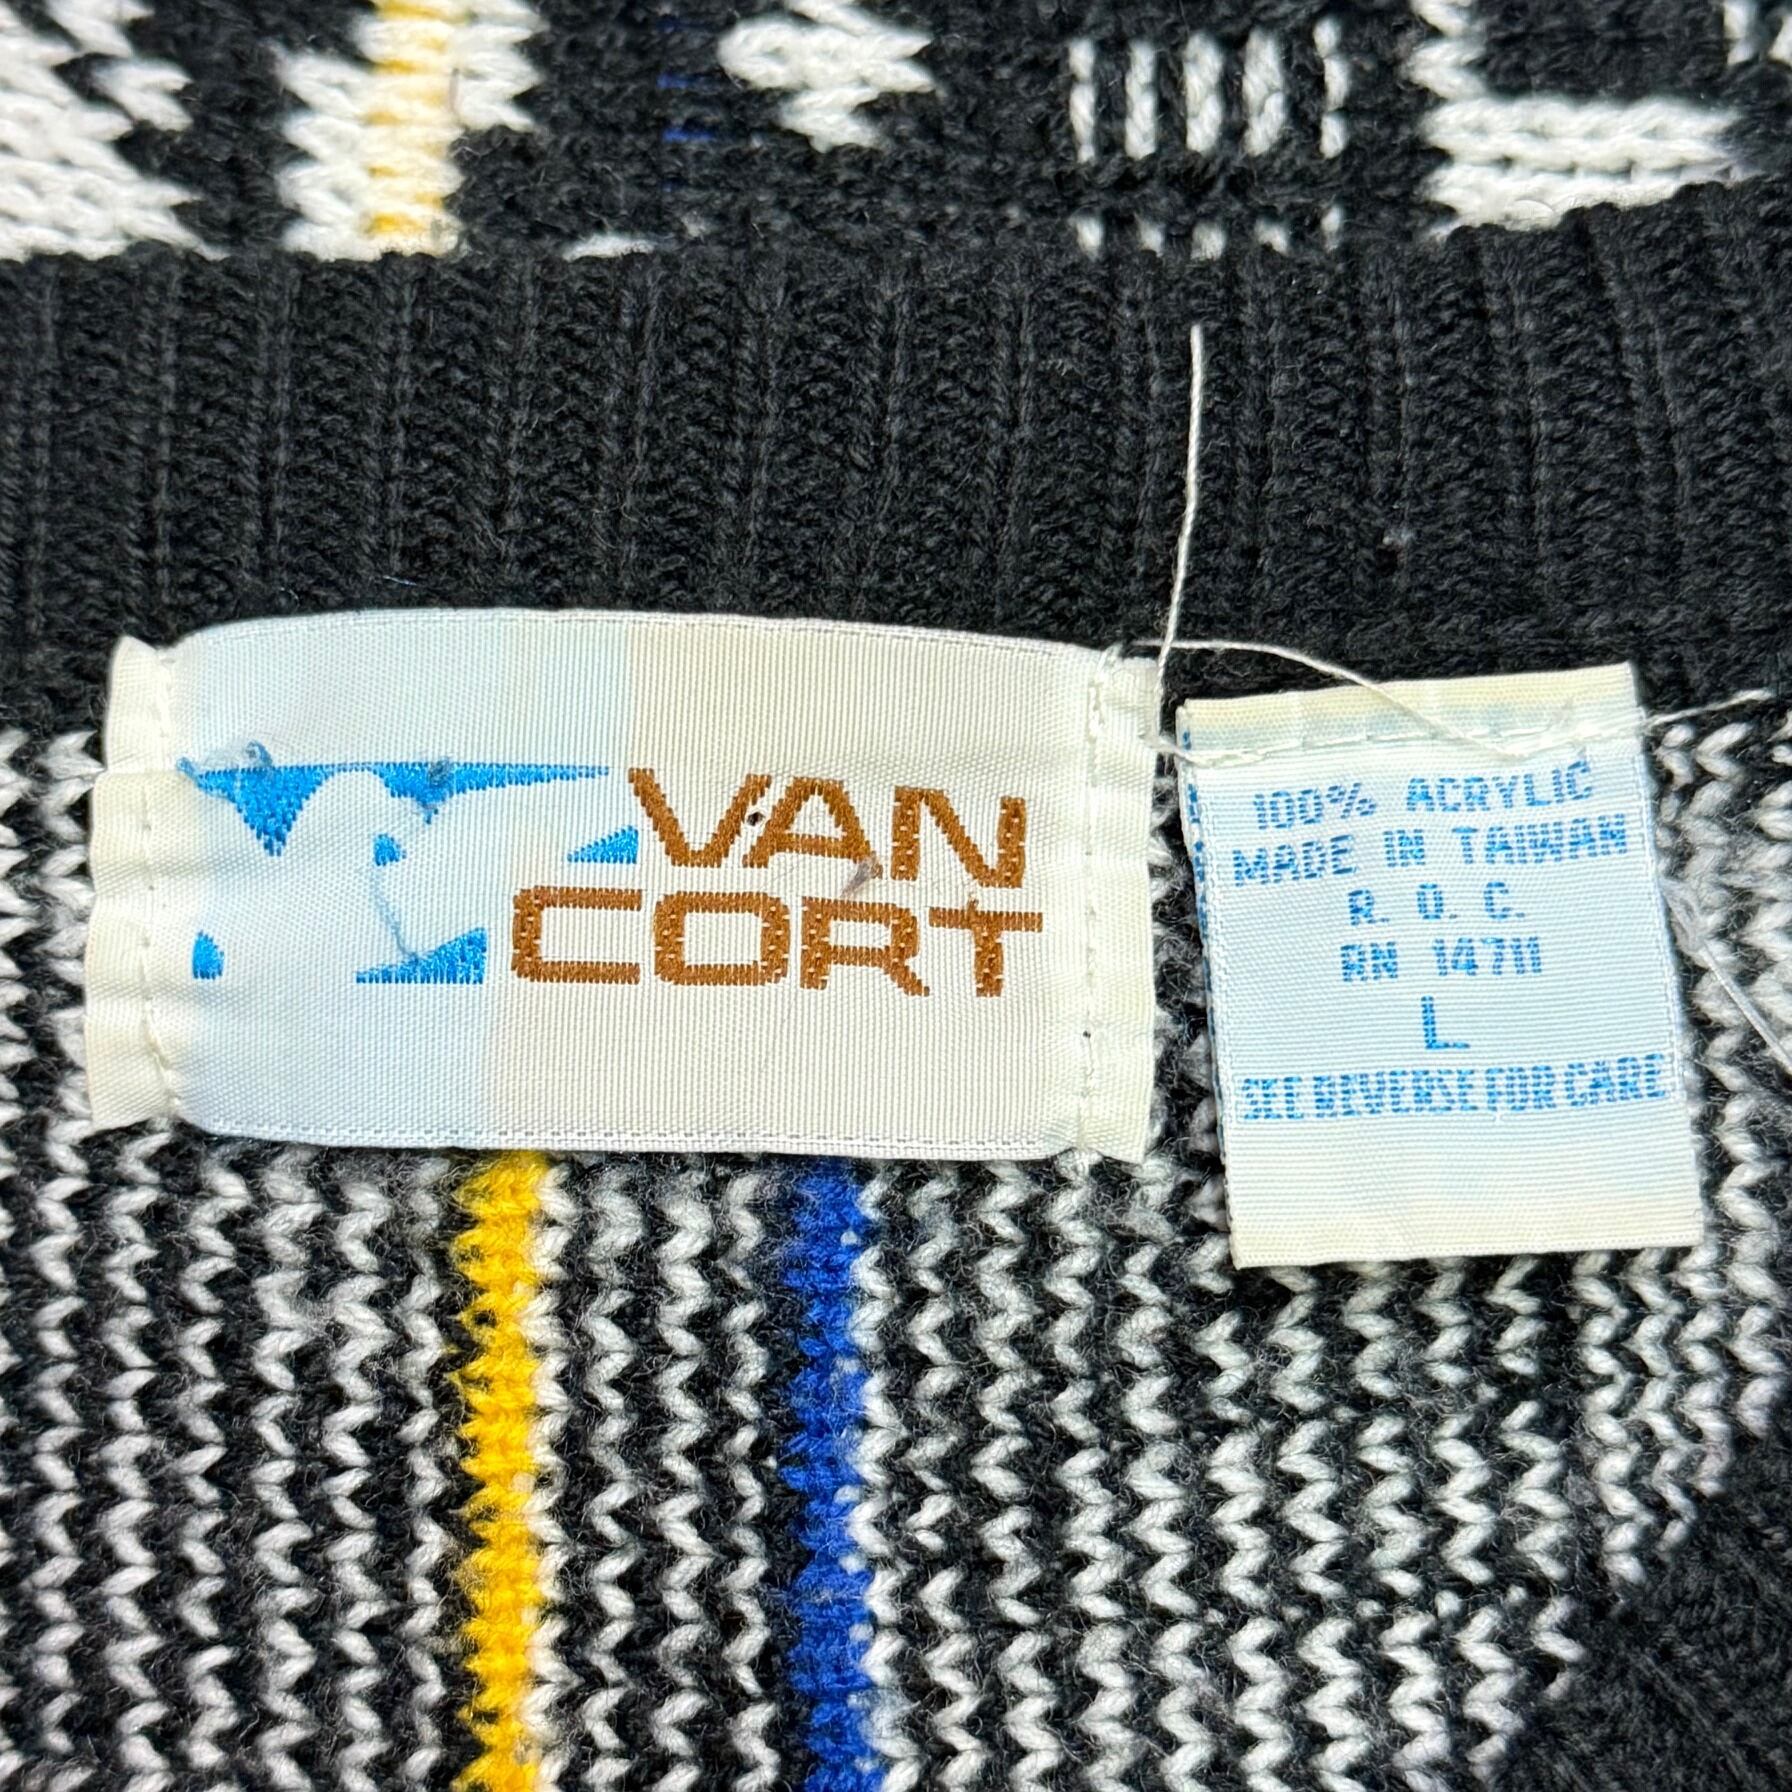 VAN
CORT
100% ACRYLIC
MADE IN TAIWAN
R. O. C.
RN 14711
L
SEE REVERSE FOR CARE